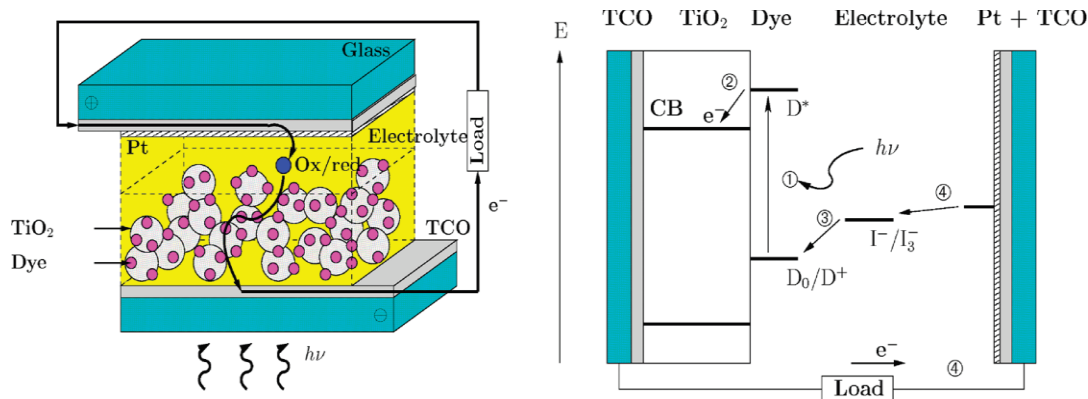 Glass
⊕
Pt
Electrolyte
Ox/red
Load
e⁻
TiO₂
TCO
Dye
⊖
hν
TCO TiO₂ Dye Electrolyte Pt + TCO
E
②
CB
e⁻
D*
hν
①
④
③
I⁻/I₃⁻
D₀/D⁺
e⁻
④
Load